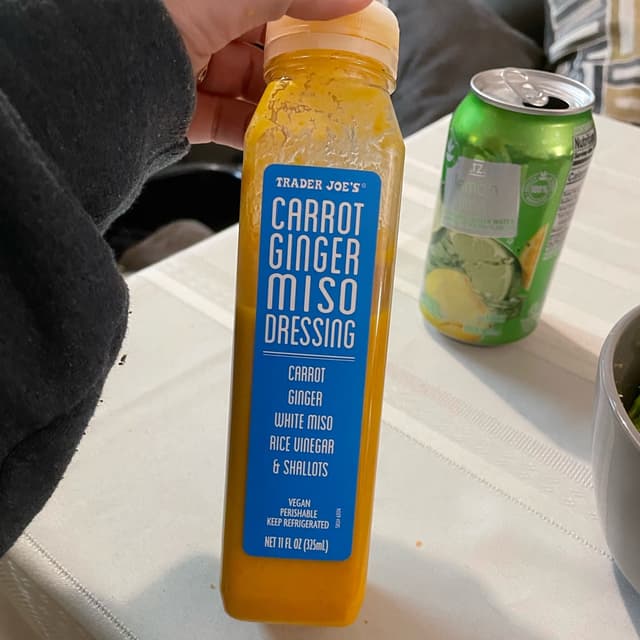 TRADER JOE'S
CARROT
GINGER
MISO
DRESSING
CARROT
GINGER
WHITE MISO
RICE VINEGAR
& SHALLOTS
VEGAN
PERISHABLE
KEEP REFRIGERATED
NET 11 FL OZ (325mL)